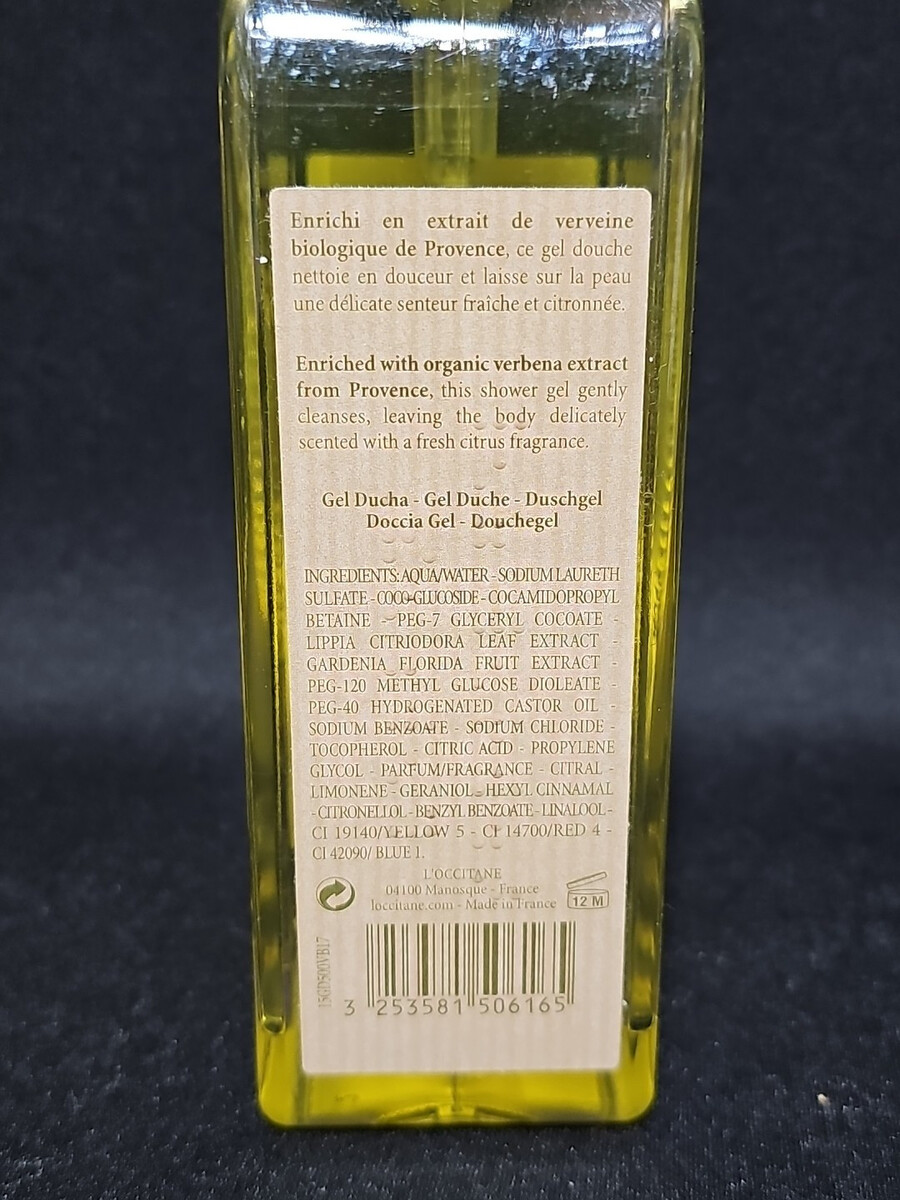 Enrichi en extrait de verveine
biologique de Provence, ce gel douche
nettoie en douceur et laisse sur la peau
une délicate senteur fraîche et citronnée.
Enriched with organic verbena extract
from Provence, this shower gel gently
cleanses, leaving the body delicately
scented with a fresh citrus fragrance.
Gel Ducha - Gel Duche - Duschgel
Doccia Gel - Douchegel
INGREDIENTS: AQUA/WATER - SODIUM LAURETH
SULFATE - COCO-GLUCOSIDE - COCAMIDOPROPYL
BETAINE - PEG-7 GLYCERYL COCOATE -
LIPPIA CITRIODORA LEAF EXTRACT -
GARDENIA FLORIDA FRUIT EXTRACT -
PEG-120 METHYL GLUCOSE DIOLEATE -
PEG-40 HYDROGENATED CASTOR OIL -
SODIUM BENZOATE - SODIUM CHLORIDE -
TOCOPHEROL - CITRIC ACID - PROPYLENE
GLYCOL - PARFUM/FRAGRANCE - CITRAL -
LIMONENE - GERANIOL - HEXYL CINNAMAL
- CITRONELLOL - BENZYL BENZOATE - LINALOOL -
CI 19140/YELLOW 5 - CI 14700/RED 4 -
CI 42090/ BLUE 1.
L'OCCITANE
04100 Manosque - France
loccitane.com - Made in France
12 M
15GD500VB17
3 253581 506165